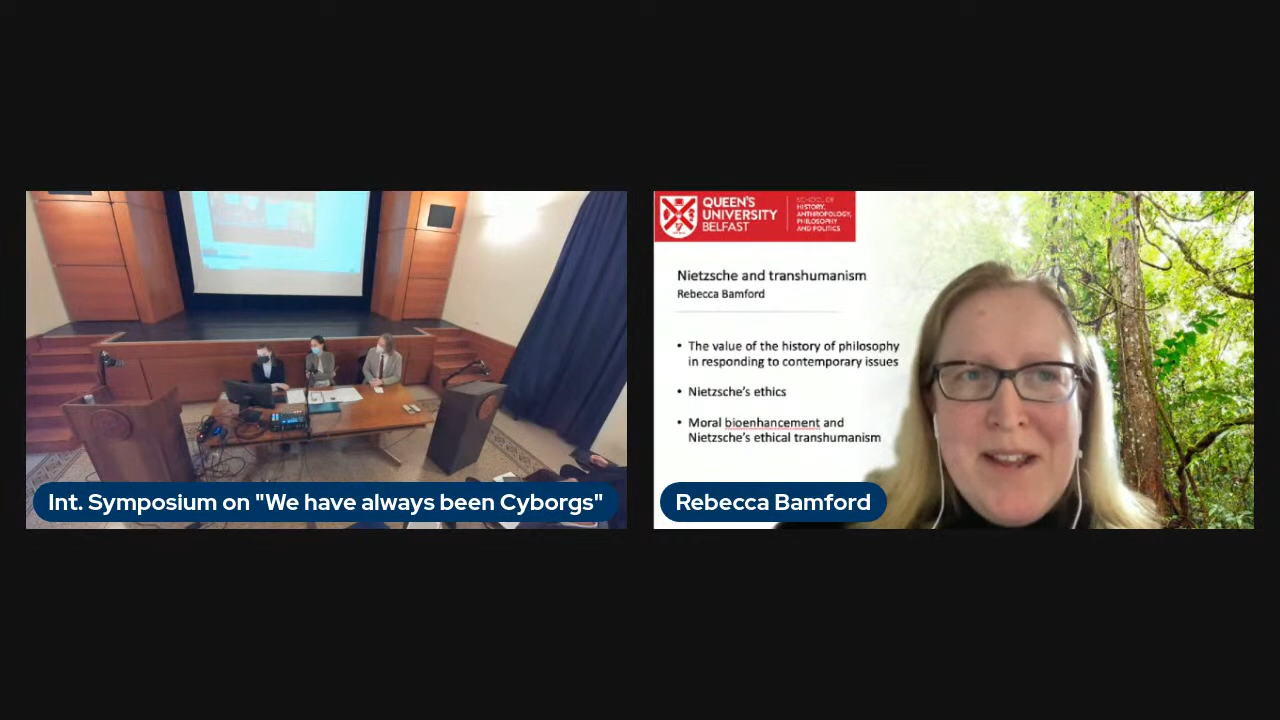 Int. Symposium on "We have always been Cyborgs"
QUEEN'S
UNIVERSITY
BELFAST
SCHOOL OF
HISTORY,
ANTHROPOLOGY,
PHILOSOPHY
AND POLITICS
Nietzsche and transhumanism
Rebecca Bamford
• The value of the history of philosophy
in responding to contemporary issues
• Nietzsche's ethics
• Moral bioenhancement and
Nietzsche's ethical transhumanism
Rebecca Bamford